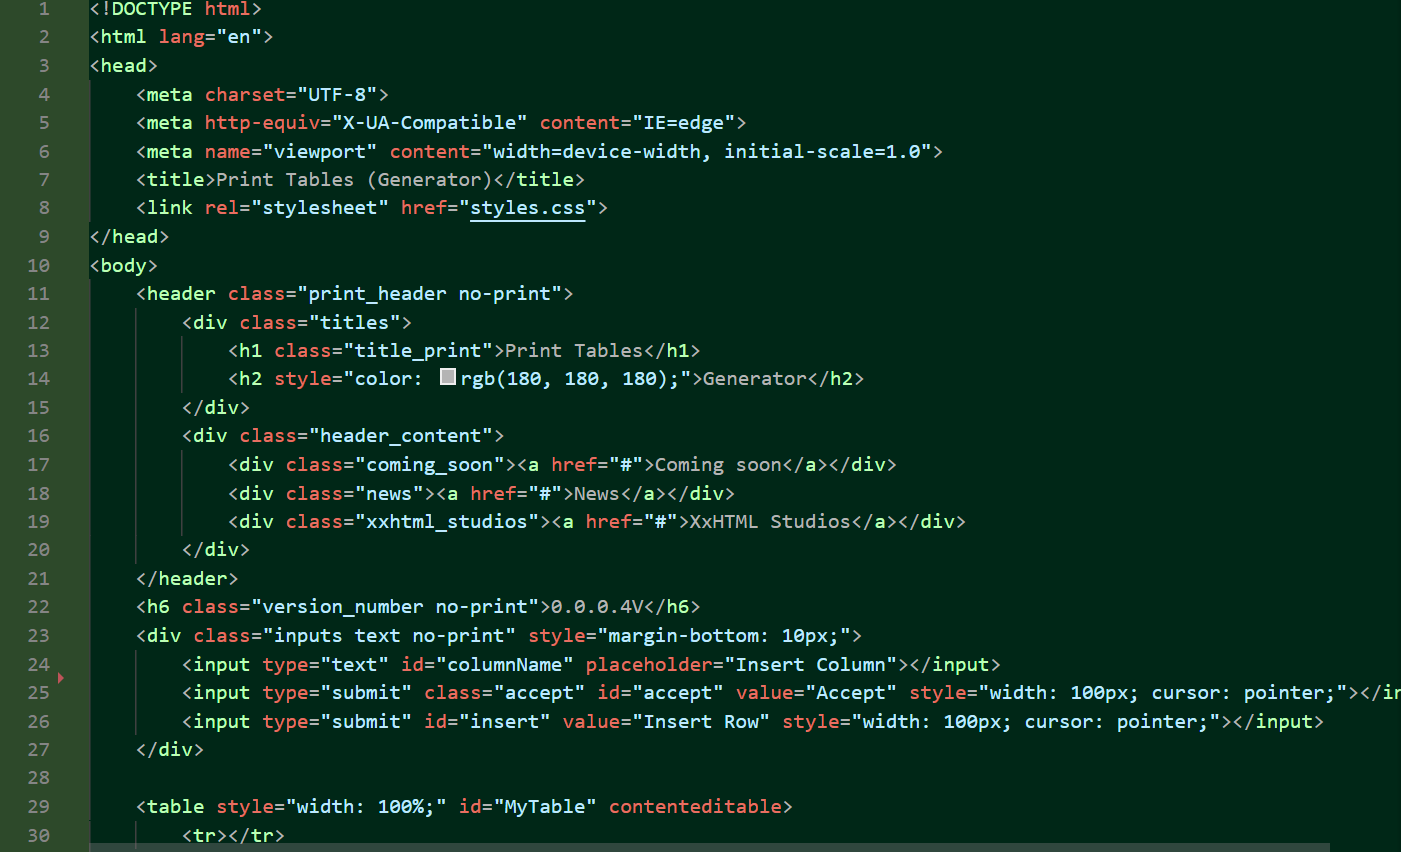 1 <!DOCTYPE html>
2 <html lang="en">
3 <head>
4     <meta charset="UTF-8">
5     <meta http-equiv="X-UA-Compatible" content="IE=edge">
6     <meta name="viewport" content="width=device-width, initial-scale=1.0">
7     <title>Print Tables (Generator)</title>
8     <link rel="stylesheet" href="styles.css">
9 </head>
10 <body>
11     <header class="print_header no-print">
12         <div class="titles">
13             <h1 class="title_print">Print Tables</h1>
14             <h2 style="color: rgb(180, 180, 180);">Generator</h2>
15         </div>
16         <div class="header_content">
17             <div class="coming_soon"><a href="#">Coming soon</a></div>
18             <div class="news"><a href="#">News</a></div>
19             <div class="xxhtml_studios"><a href="#">XxHTML Studios</a></div>
20         </div>
21     </header>
22     <h6 class="version_number no-print">0.0.0.4V</h6>
23     <div class="inputs text no-print" style="margin-bottom: 10px;">
24         <input type="text" id="columnName" placeholder="Insert Column"></input>
25         <input type="submit" class="accept" id="accept" value="Accept" style="width: 100px; cursor: pointer;"></in
26         <input type="submit" id="insert" value="Insert Row" style="width: 100px; cursor: pointer;"></input>
27     </div>
28
29     <table style="width: 100%;" id="MyTable" contenteditable>
30         <tr></tr>